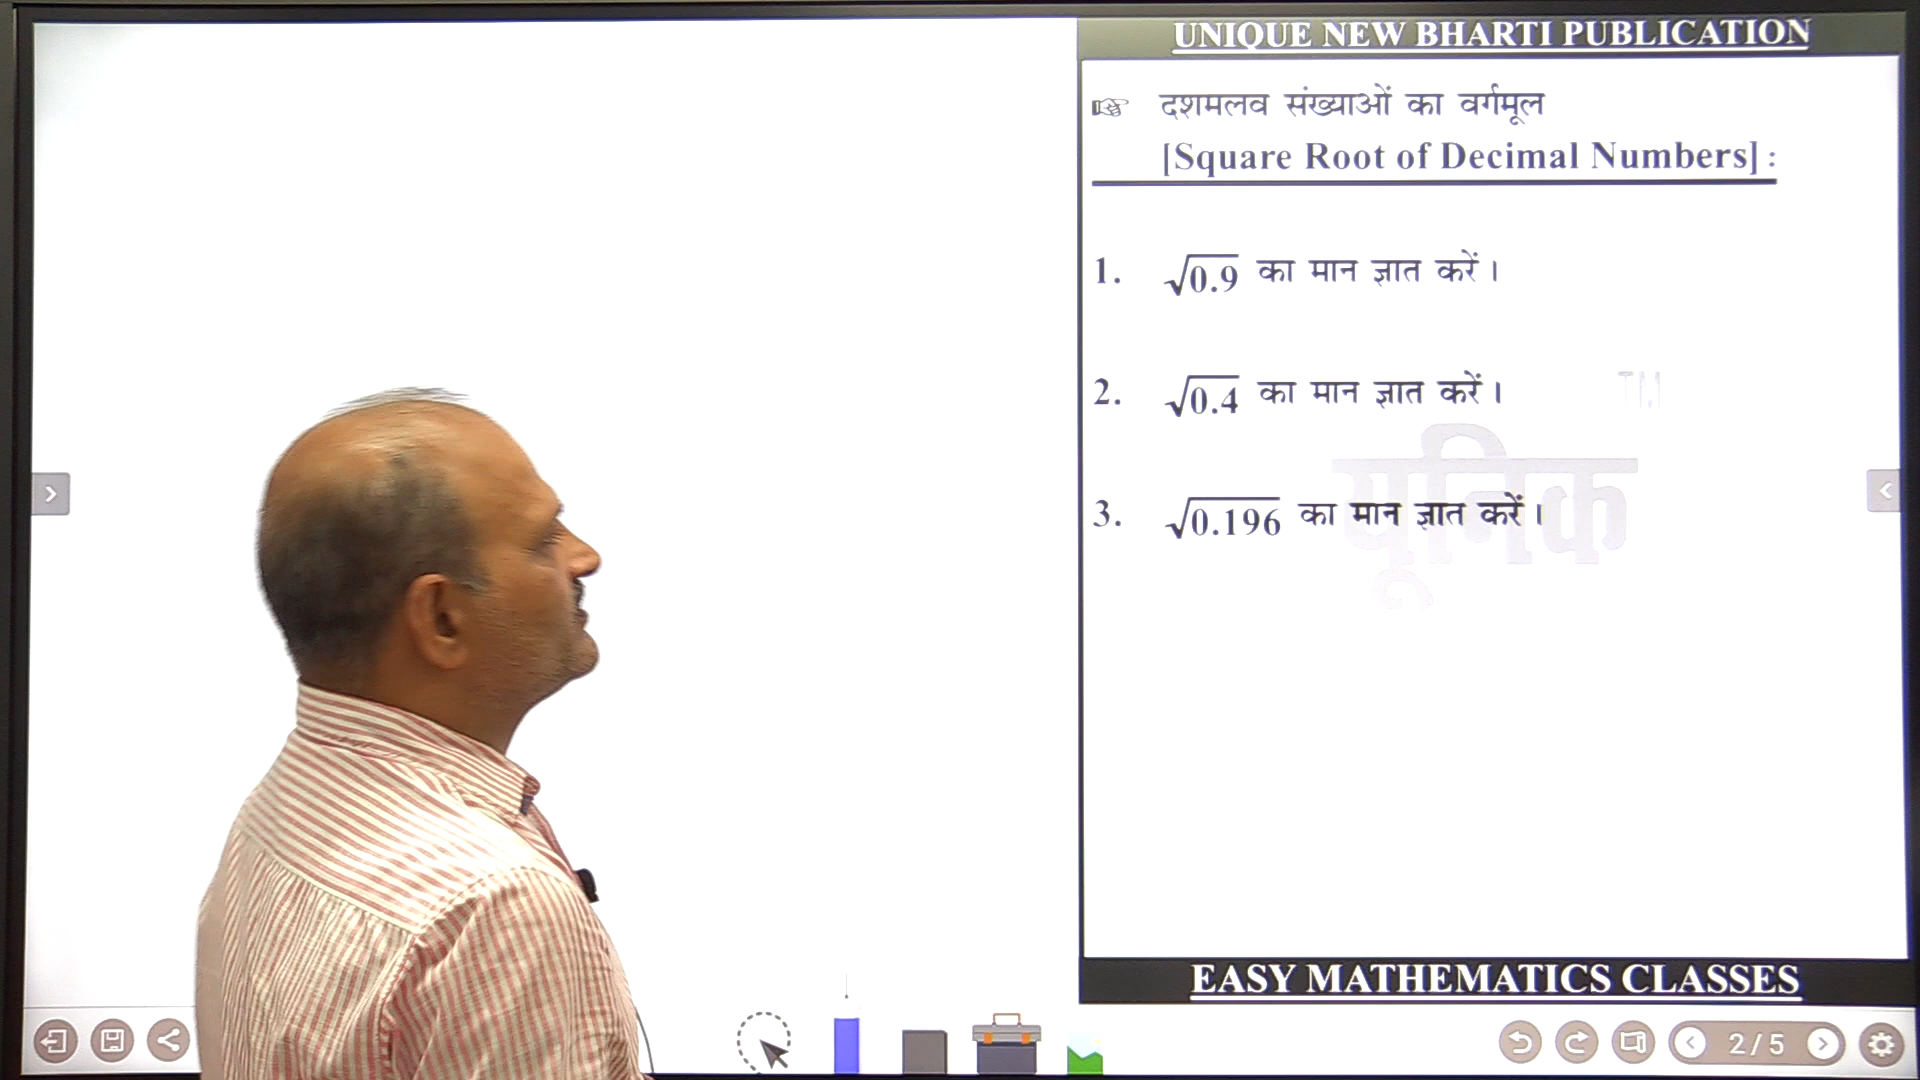 UNIQUE NEW BHARTI PUBLICATION
दशमलव संख्याओं का वर्गमूल
[Square Root of Decimal Numbers] :
1. √0.9 का मान ज्ञात करें।
2. √0.4 का मान ज्ञात करें।
3. √0.196 का मान ज्ञात करें।
यूनिक
EASY MATHEMATICS CLASSES
2/5